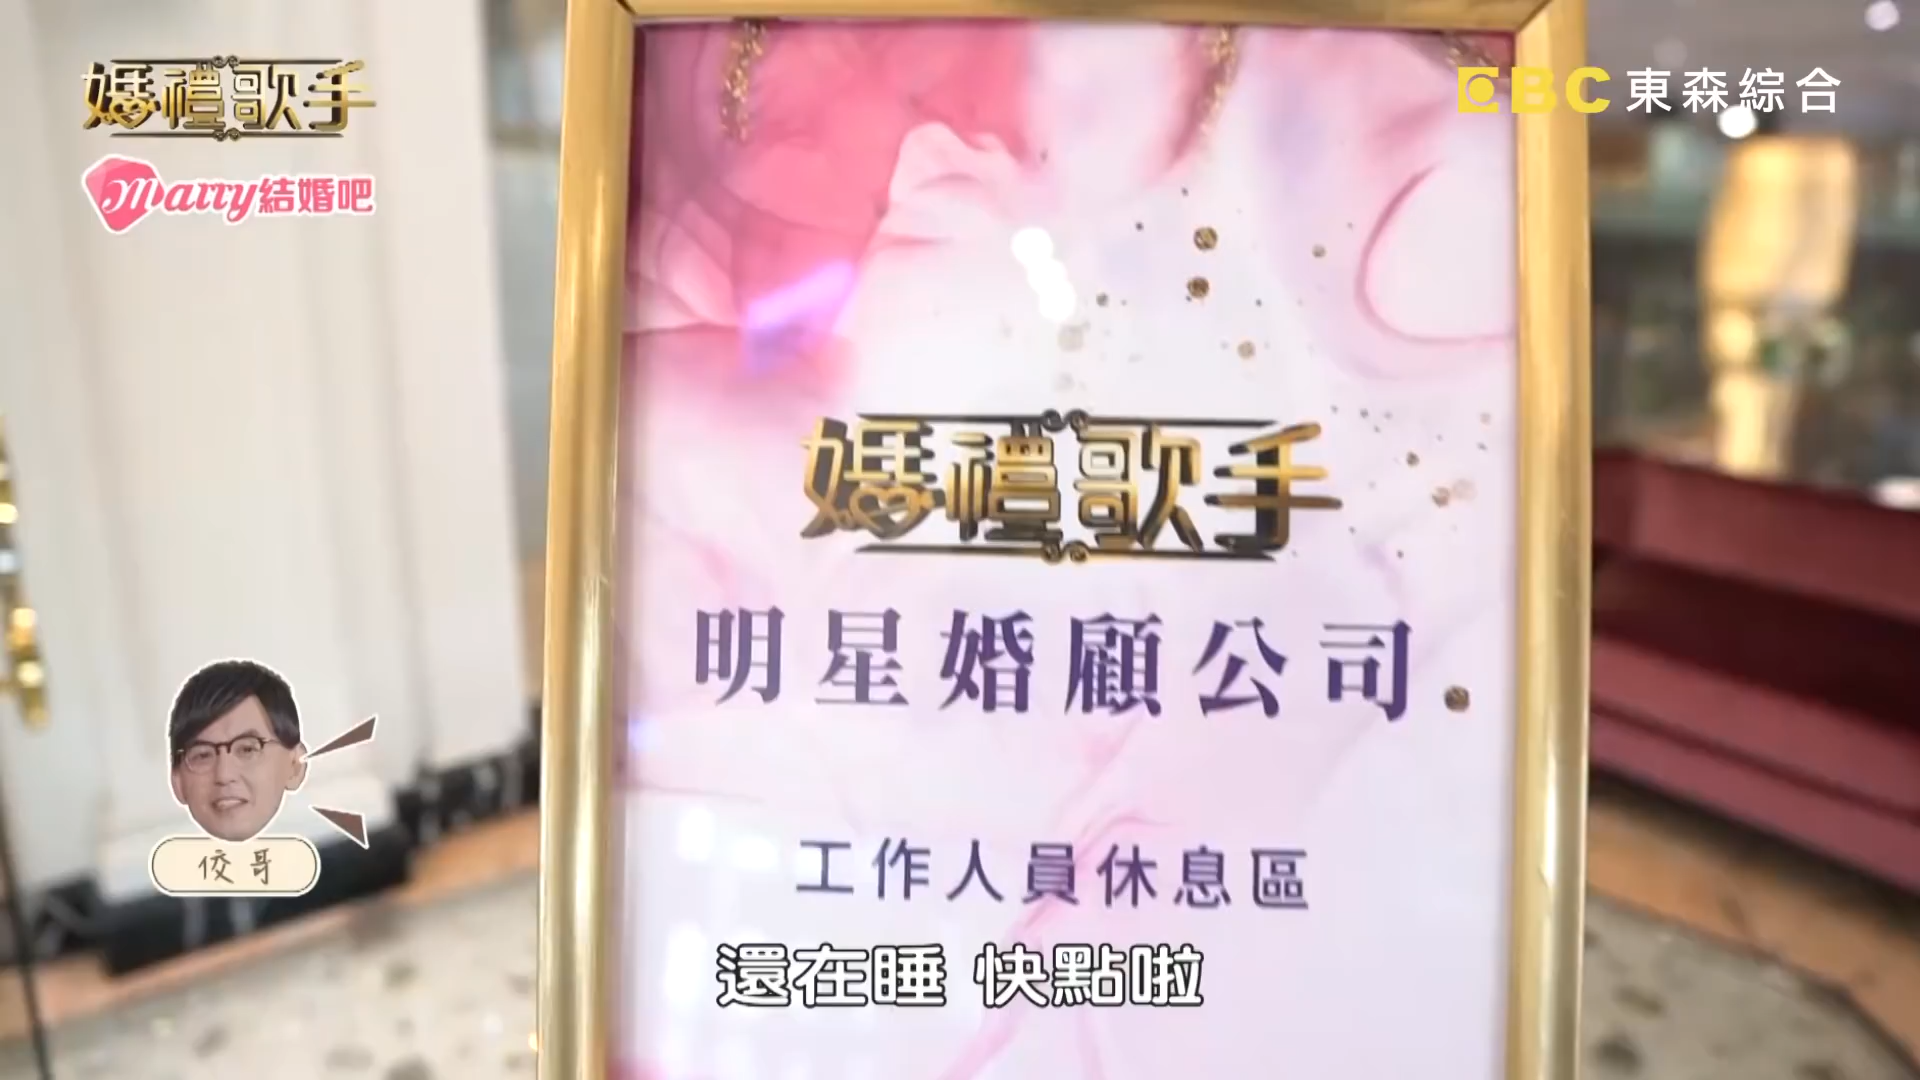 婚禮歌手
EBC 東森綜合
Marry結婚吧
婚禮歌手
明星婚顧公司
工作人員休息區
佼哥
還在睡 快點啦